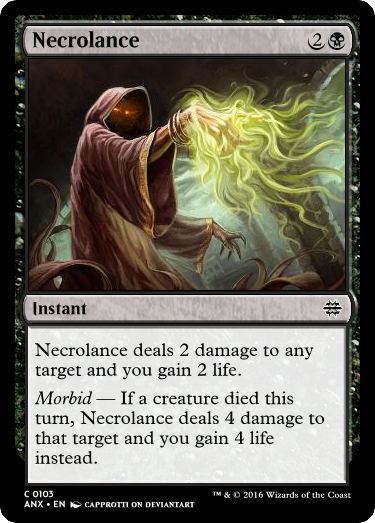 Necrolance 2
Instant
Necrolance deals 2 damage to any
target and you gain 2 life.
Morbid — If a creature died this
turn, Necrolance deals 4 damage to
that target and you gain 4 life
instead.
C 0103
ANX • EN CAPPROTTI ON DEVIANTART
™ & © 2016 Wizards of the Coast